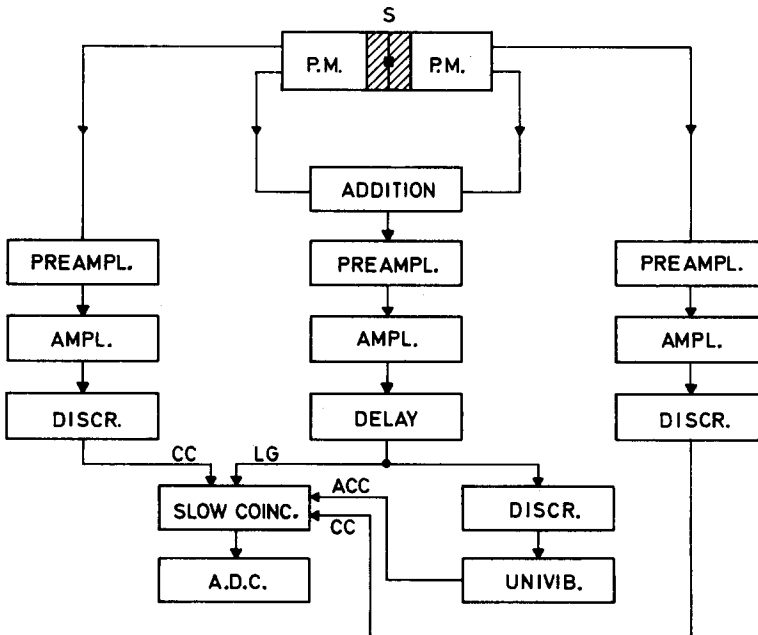 S
P.M. P.M.
ADDITION
PREAMPL. PREAMPL. PREAMPL.
AMPL. AMPL. AMPL.
DISCR. DELAY DISCR.
CC LG
ACC
SLOW COINC. DISCR.
CC
A.D.C. UNIVIB.